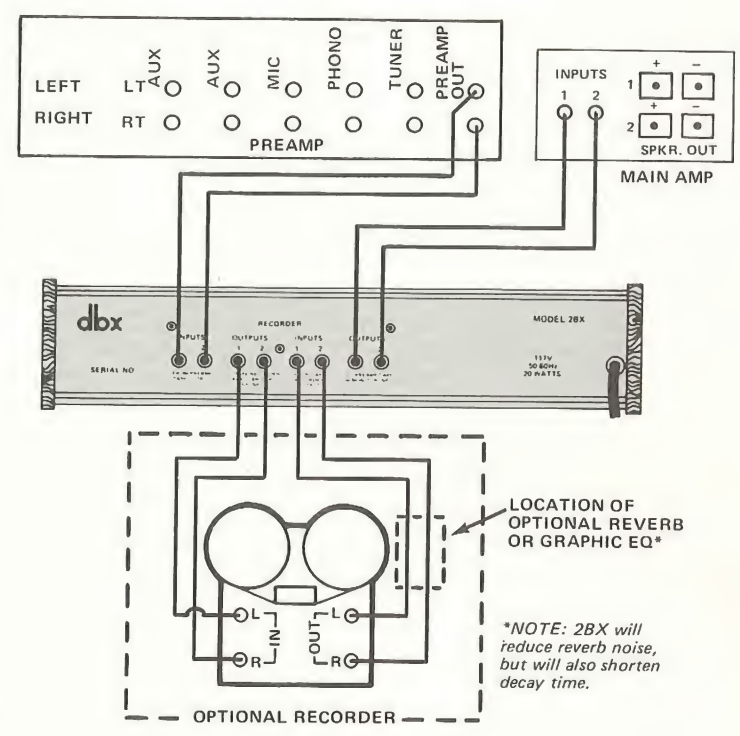 AUX AUX MIC PHONO TUNER PREAMP OUT
LEFT LT
RIGHT RT
PREAMP
INPUTS
1 2
+ -
1
+ -
2
SPKR. OUT
MAIN AMP
dbx
RECORDER
MODEL 2BX
INPUTS OUTPUTS INPUTS OUTPUTS
2 1 2 1 2
SERIAL NO
117V
50 60Hz
20 WATTS
LOCATION OF
OPTIONAL REVERB
OR GRAPHIC EQ*
L IN OUT L
R R
*NOTE: 2BX will
reduce reverb noise,
but will also shorten
decay time.
OPTIONAL RECORDER